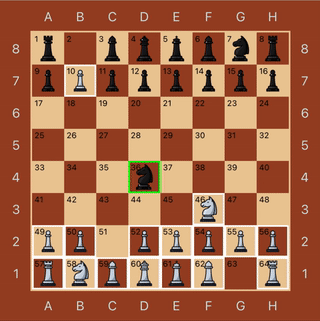 A B C D E F G H
8 1 2 3 4 5 6 7 8 8
7 9 10 11 12 13 14 15 16 7
6 17 18 19 20 21 22 23 24 6
5 25 26 27 28 29 30 31 32 5
4 33 34 35 36 37 38 39 40 4
3 41 42 43 44 45 46 47 48 3
2 49 50 51 52 53 54 55 56 2
1 57 58 59 60 61 62 63 64 1
A B C D E F G H